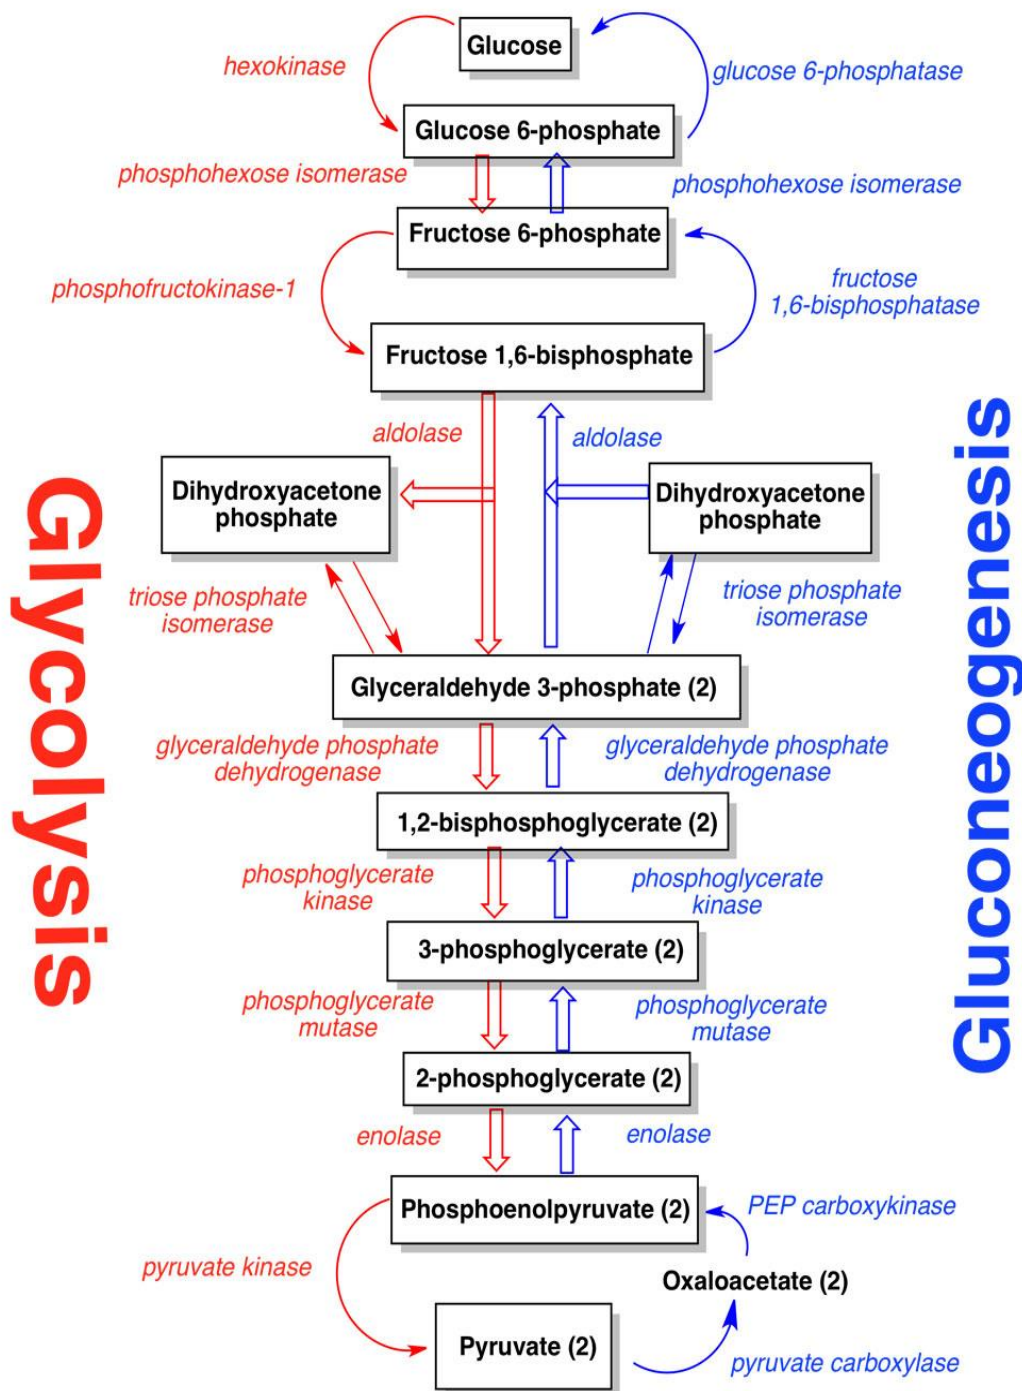 Glucose
hexokinase
glucose 6-phosphatase
Glucose 6-phosphate
phosphohexose isomerase
phosphohexose isomerase
Fructose 6-phosphate
phosphofructokinase-1
fructose
1,6-bisphosphatase
Fructose 1,6-bisphosphate
aldolase
aldolase
Dihydroxyacetone
phosphate
Dihydroxyacetone
phosphate
triose phosphate
isomerase
triose phosphate
isomerase
Glyceraldehyde 3-phosphate (2)
glyceraldehyde phosphate
dehydrogenase
glyceraldehyde phosphate
dehydrogenase
1,2-bisphosphoglycerate (2)
phosphoglycerate
kinase
phosphoglycerate
kinase
3-phosphoglycerate (2)
phosphoglycerate
mutase
phosphoglycerate
mutase
2-phosphoglycerate (2)
enolase
enolase
Phosphoenolpyruvate (2)
PEP carboxykinase
pyruvate kinase
Oxaloacetate (2)
Pyruvate (2)
pyruvate carboxylase
Glycolysis
Gluconeogenesis